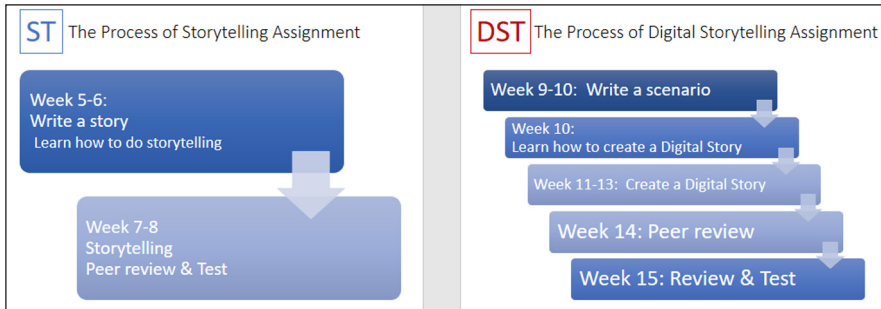 ST The Process of Storytelling Assignment
Week 5-6:
Write a story
Learn how to do storytelling
Week 7-8
Storytelling
Peer review & Test
DST The Process of Digital Storytelling Assignment
Week 9-10: Write a scenario
Week 10:
Learn how to create a Digital Story
Week 11-13: Create a Digital Story
Week 14: Peer review
Week 15: Review & Test